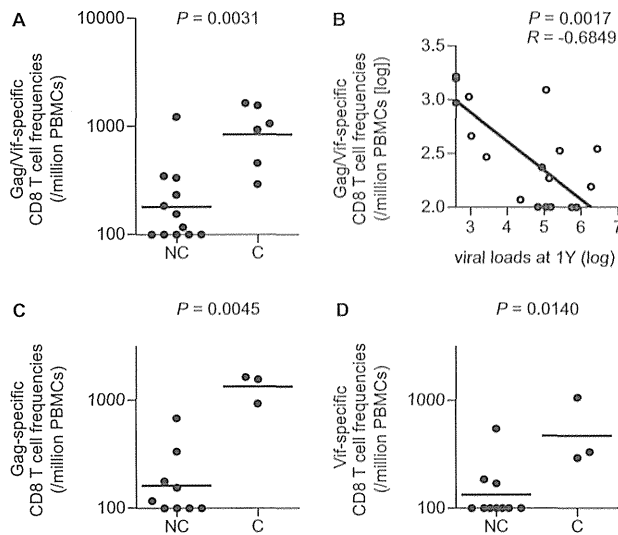 A
P = 0.0031
Gag/Vif-specific
CD8 T cell frequencies
(/million PBMCs)
10000
1000
100
NC
C
B
P = 0.0017
R = -0.6849
Gag/Vif-specific
CD8 T cell frequencies
(/million PBMCs [log])
3.5
3.0
2.5
2.0
3
4
5
6
7
viral loads at 1Y (log)
C
P = 0.0045
Gag-specific
CD8 T cell frequencies
(/million PBMCs)
1000
100
NC
C
D
P = 0.0140
Vif-specific
CD8 T cell frequencies
(/million PBMCs)
1000
100
NC
C